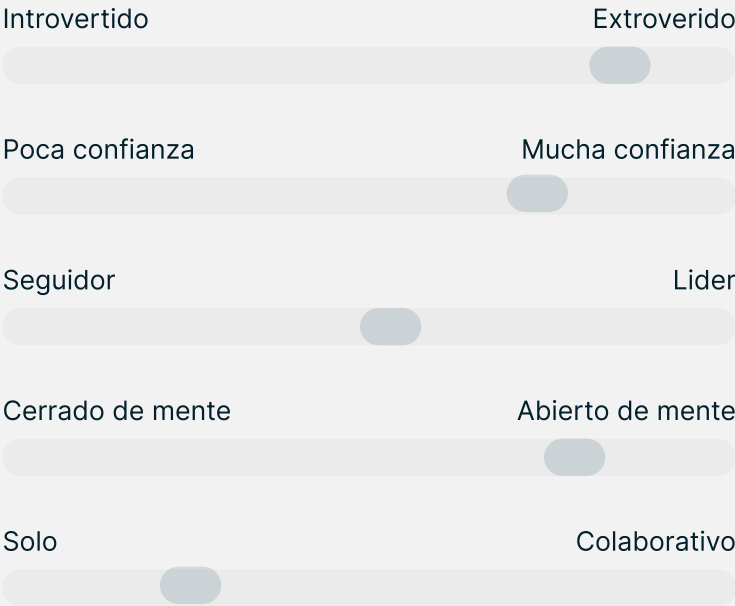 Introvertido Extroverido
Poca confianza Mucha confianza
Seguidor Lider
Cerrado de mente Abierto de mente
Solo Colaborativo